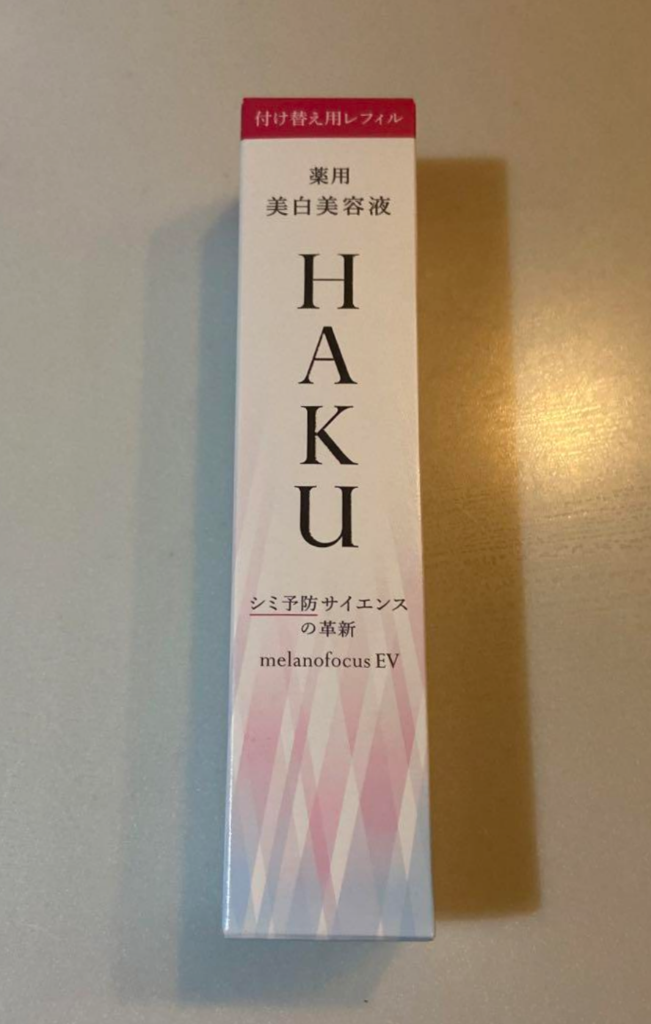 付け替え用レフィル
薬用
美白美容液
HAKU
シミ予防サイエンス
の革新
melanofocus EV